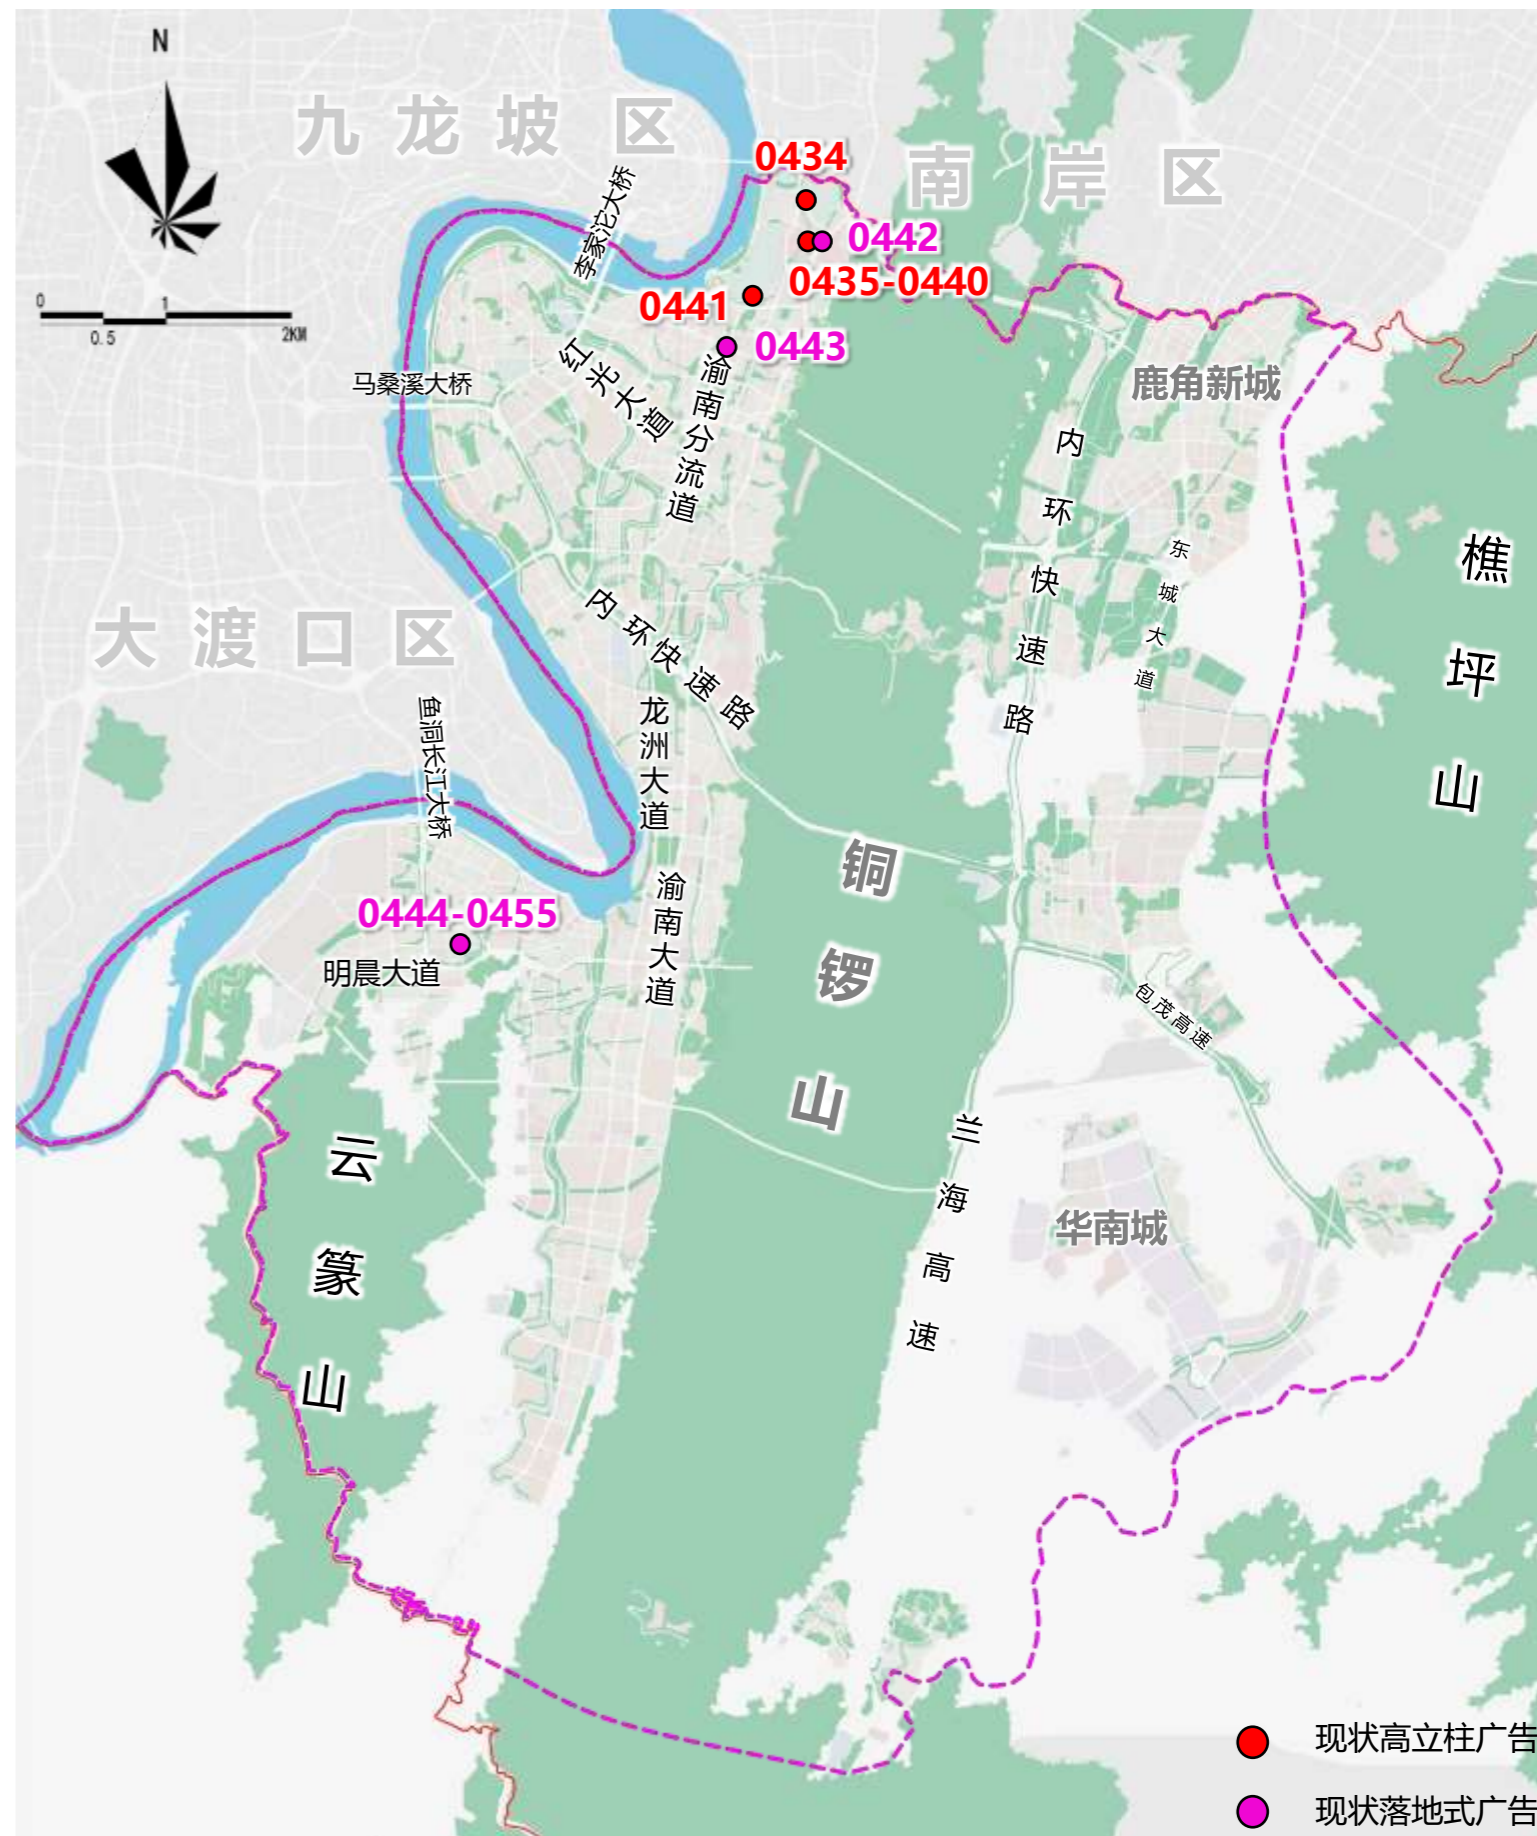 N
九龙坡区
南岸区
0434
李家沱大桥
0442
0435-0440
0441
0 1
0.5 2KM
0443
红光大道
渝南分流道
马桑溪大桥
鹿角新城
内环快速路
东城大道
樵坪山
大渡口区
内环快速路
龙洲大道
鱼洞长江大桥
铜锣山
渝南大道
0444-0455
明晨大道
包茂高速
云篆山
兰海高速
华南城
现状高立柱广告
现状落地式广告